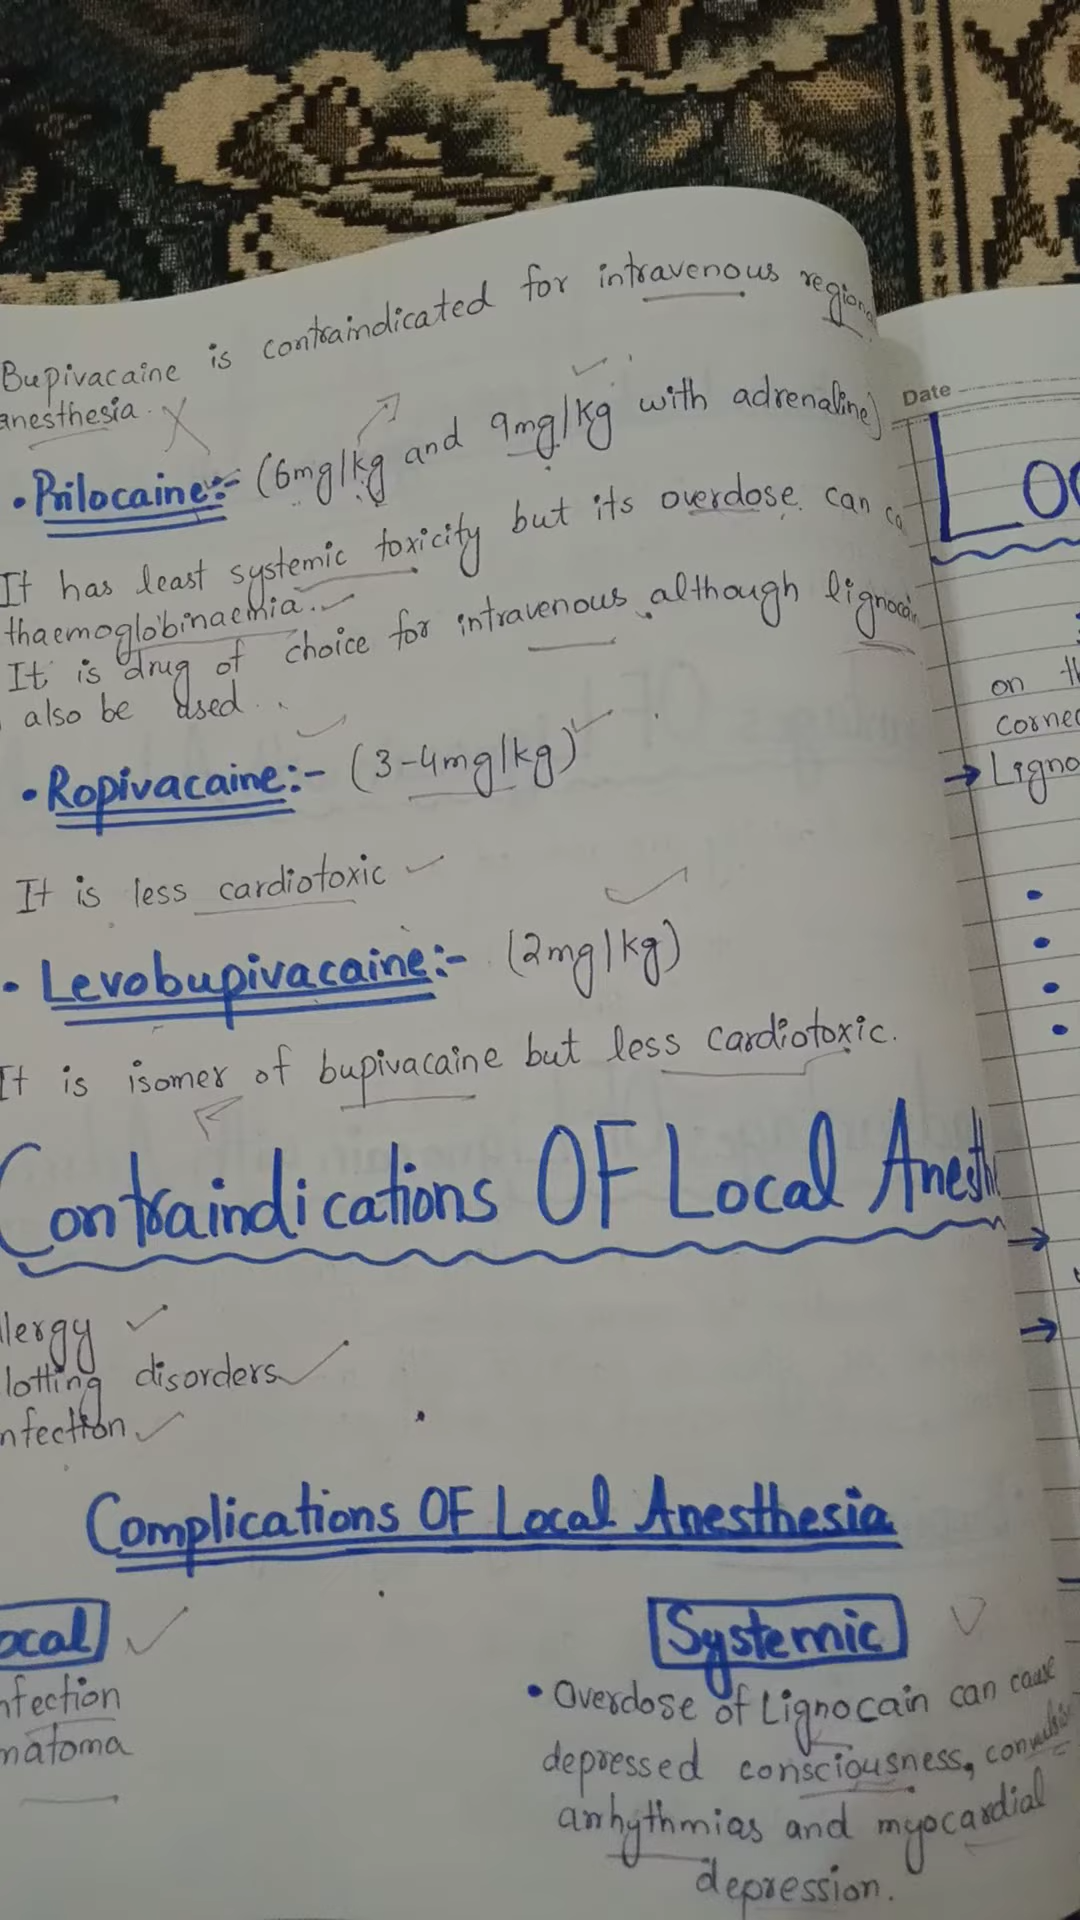 Bupivacaine is contraindicated for intravenous
anesthesia.
• Prilocaine:- (6mg/kg and 9mg/kg with adrenaline)
It has least systemic toxicity but its overdose can
thaemoglobinaemia.
It is drug of choice for intravenous although
also be used.
• Ropivacaine:- (3-4mg/kg)
It is less cardiotoxic
• Levobupivacaine:- (2mg/kg)
It is isomer of bupivacaine but less cardiotoxic.
Contraindications OF Local Anesth
llergy
lotting disorders
nfection
Complications OF Local Anesthesia
ocal
nfection
matoma
Systemic
• Overdose of Lignocain can cause
depressed consciousness,
arrhythmias and myocardial
depression.
Date
on
→ Ligno